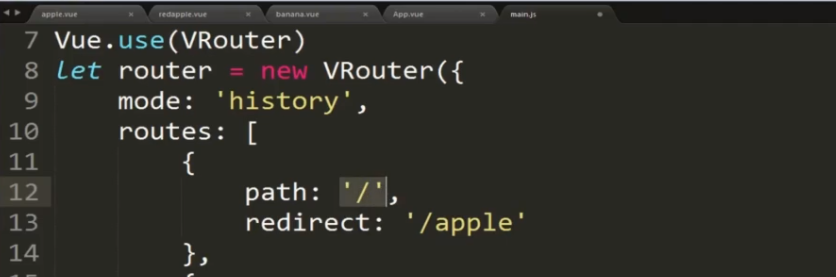 apple.vue redapple.vue banana.vue App.vue main.js
7 Vue.use(VRouter)
8 let router = new VRouter({
9 mode: 'history',
10 routes: [
11 {
12 path: '/',
13 redirect: '/apple'
14 },